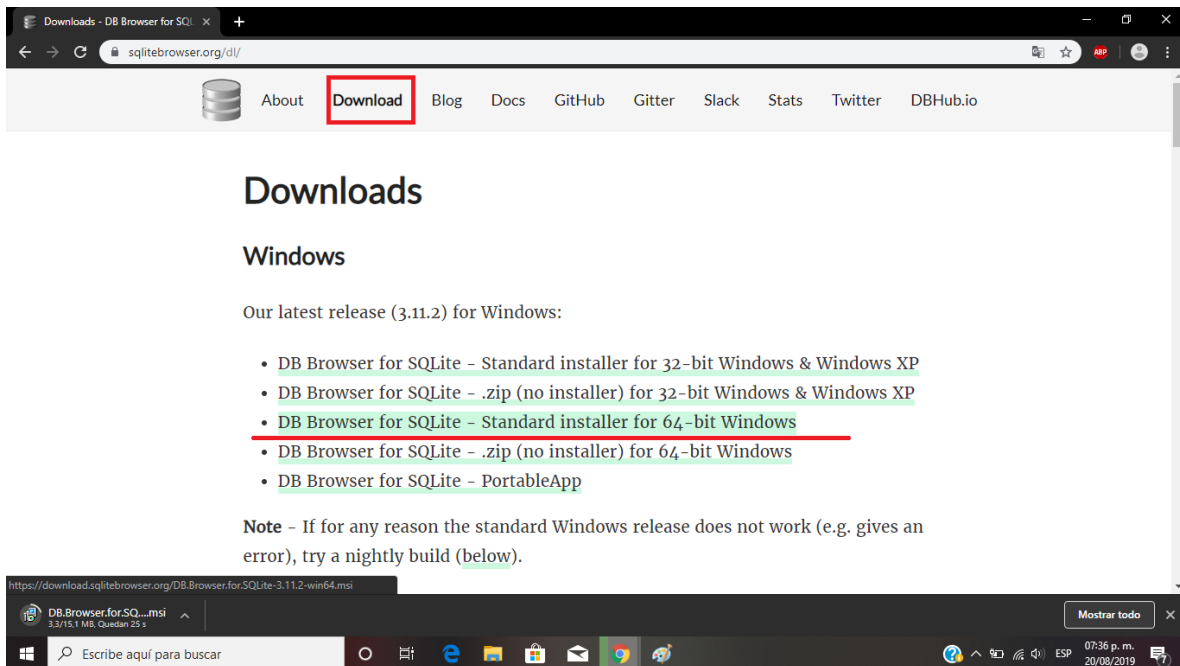 Downloads - DB Browser for SQL
sqlitebrowser.org/dl/
ABP
About Download Blog Docs GitHub Gitter Slack Stats Twitter DBHub.io
Downloads
Windows
Our latest release (3.11.2) for Windows:
• DB Browser for SQLite - Standard installer for 32-bit Windows & Windows XP
• DB Browser for SQLite - .zip (no installer) for 32-bit Windows & Windows XP
• DB Browser for SQLite - Standard installer for 64-bit Windows
• DB Browser for SQLite - .zip (no installer) for 64-bit Windows
• DB Browser for SQLite - PortableApp
Note - If for any reason the standard Windows release does not work (e.g. gives an
error), try a nightly build (below).
https://download.sqlitebrowser.org/DB.Browser.for.SQLite-3.11.2-win64.msi
DB.Browser.for.SQ....msi
3,3/15,1 MB, Quedan 25 s
Mostrar todo
Escribe aquí para buscar
ESP
07:36 p. m.
20/08/2019
7